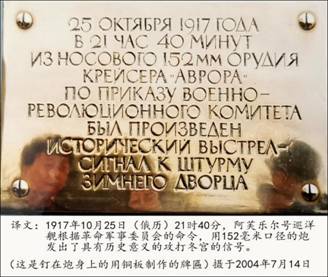 25 ОКТЯБРЯ 1917 ГОДА
В 21 ЧАС 40 МИНУТ
ИЗ НОСОВОГО 152ММ ОРУДИЯ
КРЕЙСЕРА "АВРОРА"
ПО ПРИКАЗУ ВОЕННО-
РЕВОЛЮЦИОННОГО КОМИТЕТА
БЫЛ ПРОИЗВЕДЕН
ИСТОРИЧЕСКИЙ ВЫСТРЕЛ-
СИГНАЛ К ШТУРМУ
ЗИМНЕГО ДВОРЦА
译文：1917年10月25日（俄历）21时40分，阿芙乐尔号巡洋
舰根据革命军事委员会的命令，用152毫米口径的炮
发出了具有历史意义的攻打冬宫的信号。
（这是钉在炮身上的用铜板制作的牌匾）摄于2004年7月14日